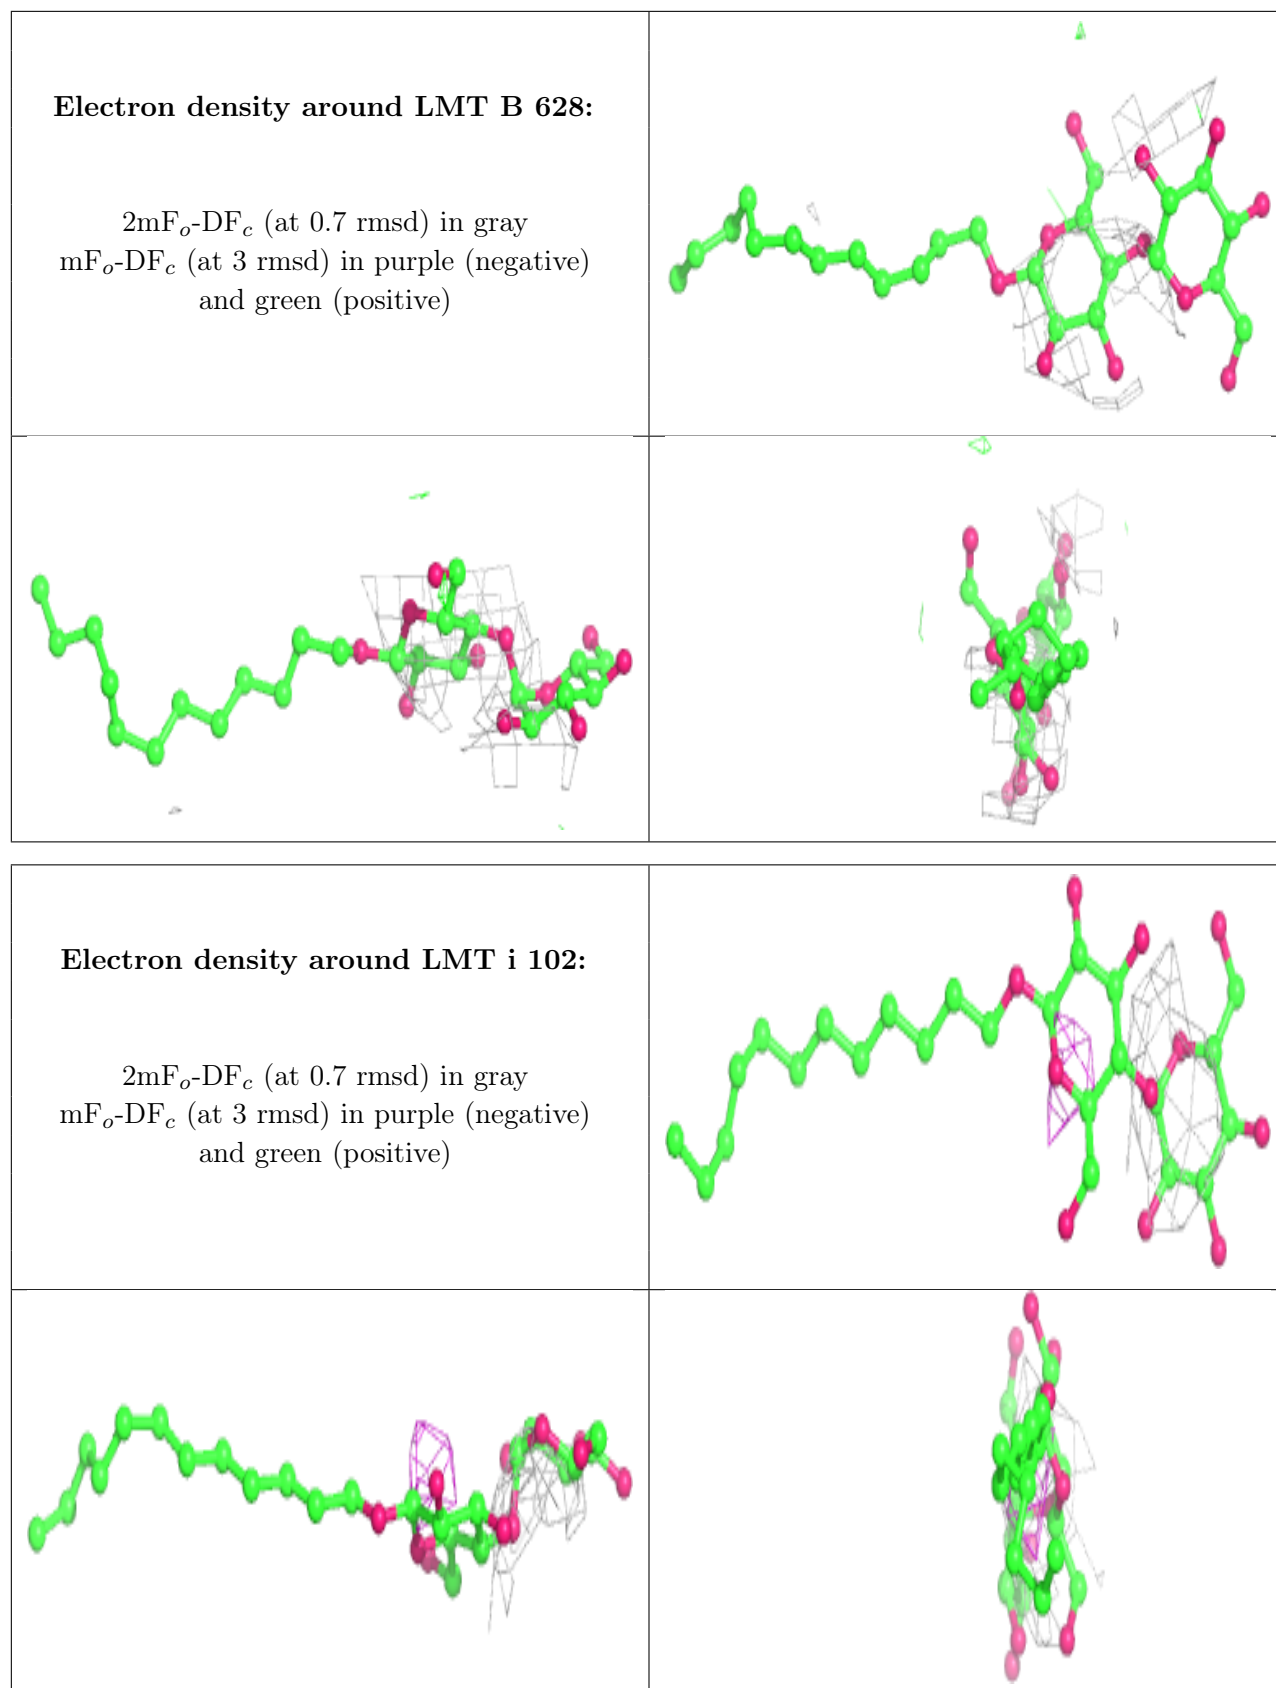 Electron density around LMT B 628:
2mFo-DFc (at 0.7 rmsd) in gray
mFo-DFc (at 3 rmsd) in purple (negative)
and green (positive)
Electron density around LMT i 102:
2mFo-DFc (at 0.7 rmsd) in gray
mFo-DFc (at 3 rmsd) in purple (negative)
and green (positive)